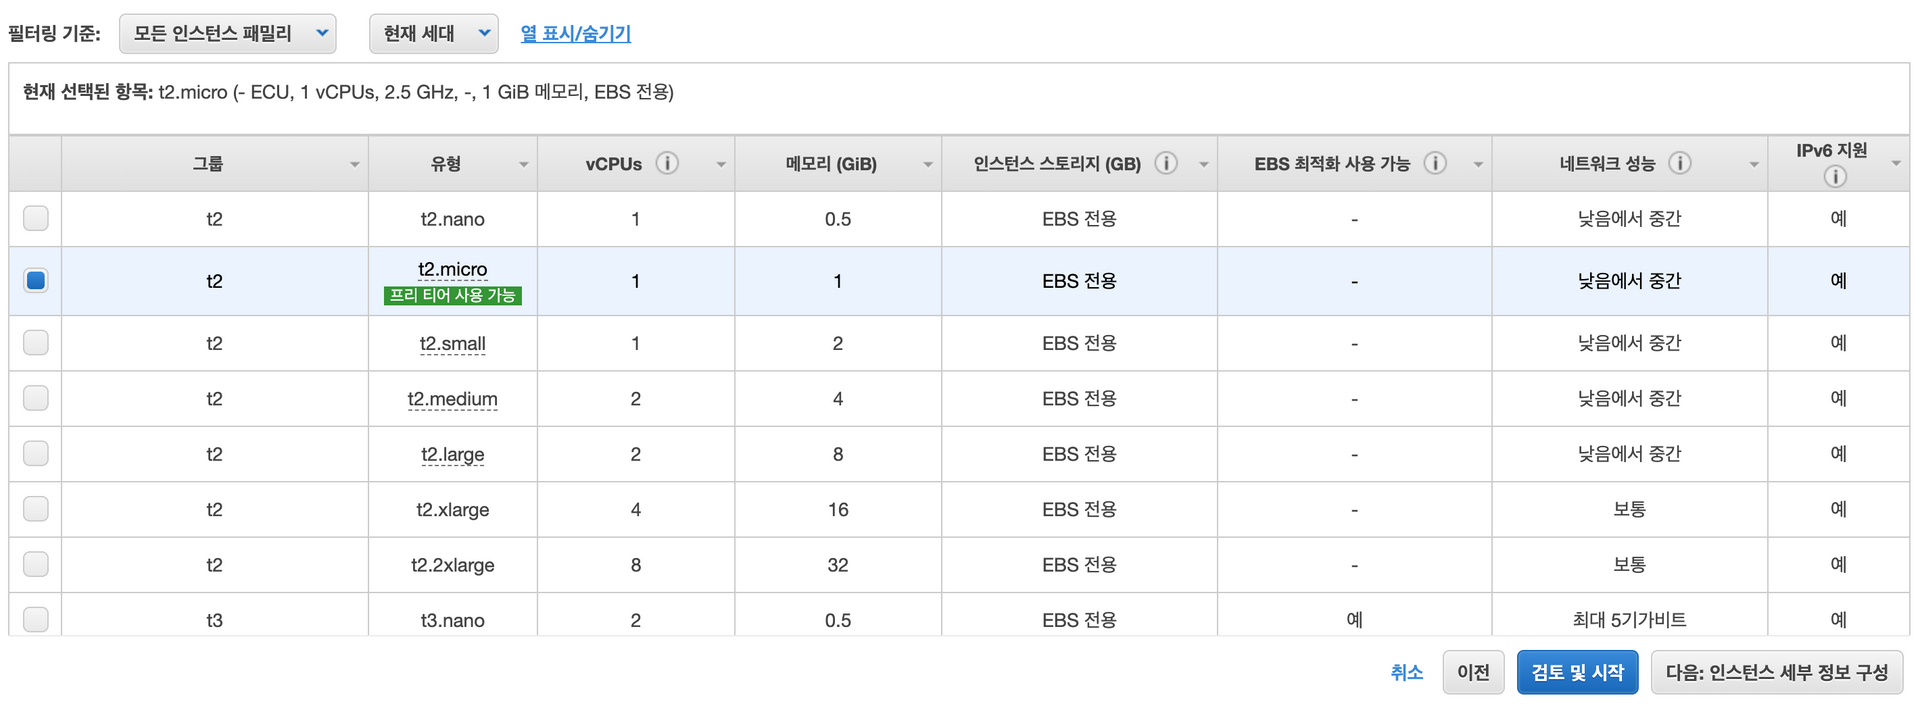 필터링 기준: 모든 인스턴스 패밀리 현재 세대 열 표시/숨기기
현재 선택된 항목: t2.micro (- ECU, 1 vCPUs, 2.5 GHz, -, 1 GiB 메모리, EBS 전용)
그룹 유형 vCPUs 메모리 (GiB) 인스턴스 스토리지 (GB) EBS 최적화 사용 가능 네트워크 성능 IPv6 지원
t2 t2.nano 1 0.5 EBS 전용 - 낮음에서 중간 예
t2 t2.micro 프리 티어 사용 가능 1 1 EBS 전용 - 낮음에서 중간 예
t2 t2.small 1 2 EBS 전용 - 낮음에서 중간 예
t2 t2.medium 2 4 EBS 전용 - 낮음에서 중간 예
t2 t2.large 2 8 EBS 전용 - 낮음에서 중간 예
t2 t2.xlarge 4 16 EBS 전용 - 보통 예
t2 t2.2xlarge 8 32 EBS 전용 - 보통 예
t3 t3.nano 2 0.5 EBS 전용 예 최대 5기가비트 예
취소 이전 검토 및 시작 다음: 인스턴스 세부 정보 구성